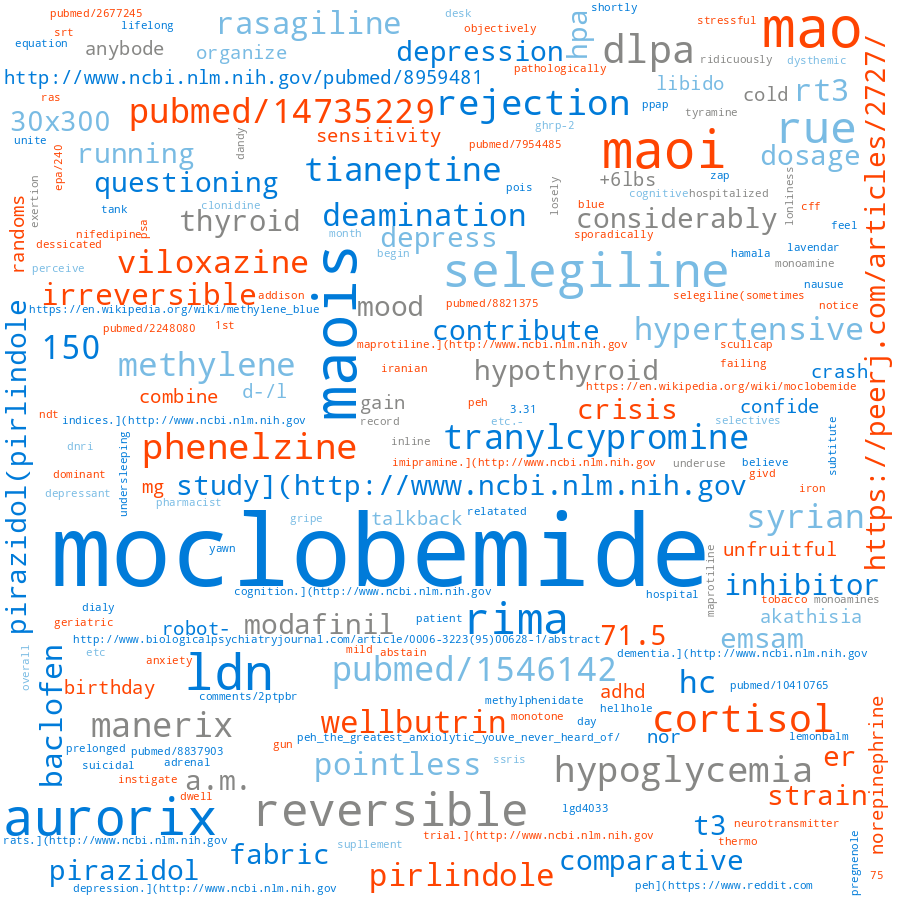 pubmed/2677245
lifelong
rasagiline
desk
objectively
shortly
stressful
mao
srt
equation
anybode
organize
depression
hpa
dlpa
ridicuously
dysthemic
pathologically
http://www.ncbi.nlm.nih.gov/pubmed/8959481
libido
cold
rt3
ras
pubmed/14735229
rejection
ppap
tyramine
https://peerj.com/articles/2727/
30x300
sensitivity
ghrp-2
rue
unite
dandy
pubmed/7954485
maoi
dosage
running
epa/240
tianeptine
+6lbs
zap
questioning
pois
losely
cognitive
hospitalized
exertion
tank
clonidine
deamination
blue
considerably
lonliness
cff
randoms
thyroid
psa
nifedipine
month
depress
sporadically
feel
dessicated
begin
hamala
lavendar
perceive
viloxazine
maois
selegiline
monoamine
nausue
irreversible
addison
mood
pubmed/8821375
selegiline(sometimes
notice
https://en.wikipedia.org/wiki/methylene_blue
pirazidol(pirlindole
pubmed/2248080
1st
contribute
hypertensive
150
maprotiline.](http://www.ncbi.nlm.nih.gov
scullcap
methylene
iranian
hypothyroid
failing
crash
combine
d-/l
https://en.wikipedia.org/wiki/moclobemide
gain
peh
3.31
crisis
confide
ndt
indices.](http://www.ncbi.nlm.nih.gov
record
etc.-
selectives
dnri
undersleeping
phenelzine
inline
tranylcypromine
subtitute
imipramine.](http://www.ncbi.nlm.nih.gov
underuse
believe
dominant
givd
depressant
mg
study](http://www.ncbi.nlm.nih.gov
iron
pharmacist
gripe
talkback
relatated
syrian
moclobemide
yawn
unfruitful
maprotiline
cognition.](http://www.ncbi.nlm.nih.gov
hospital
inhibitor
tobacco
monoamines
dialy
geriatric
robot-
modafinil
patient
rima
akathisia
http://www.biologicalpsychiatryjournal.com/article/0006-3223(95)00628-1/abstract
71.5
emsam
overall
etc
mild
abstain
dementia.](http://www.ncbi.nlm.nih.gov
anxiety
ldn
pubmed/1546142
baclofen
birthday
comments/2ptpbr
methylphenidate
adhd
hc
pubmed/10410765
hellhole
norepinephrine
manerix
wellbutrin
monotone
day
cortisol
peh_the_greatest_anxiolytic_youve_never_heard_of/
nor
lemonbalm
prolonged
pubmed/8837903
gun
er
suicidal
adrenal
pointless
ssris
hypoglycemia
instigate
a.m.
dwell
strain
aurorix
reversible
lgd4033
t3
neurotransmitter
rats.](http://www.ncbi.nlm.nih.gov
supllement
trial.](http://www.ncbi.nlm.nih.gov
thermo
fabric
pregnenole
pirazidol
pirlindole
comparative
75
depression.](http://www.ncbi.nlm.nih.gov
peh](https://www.reddit.com